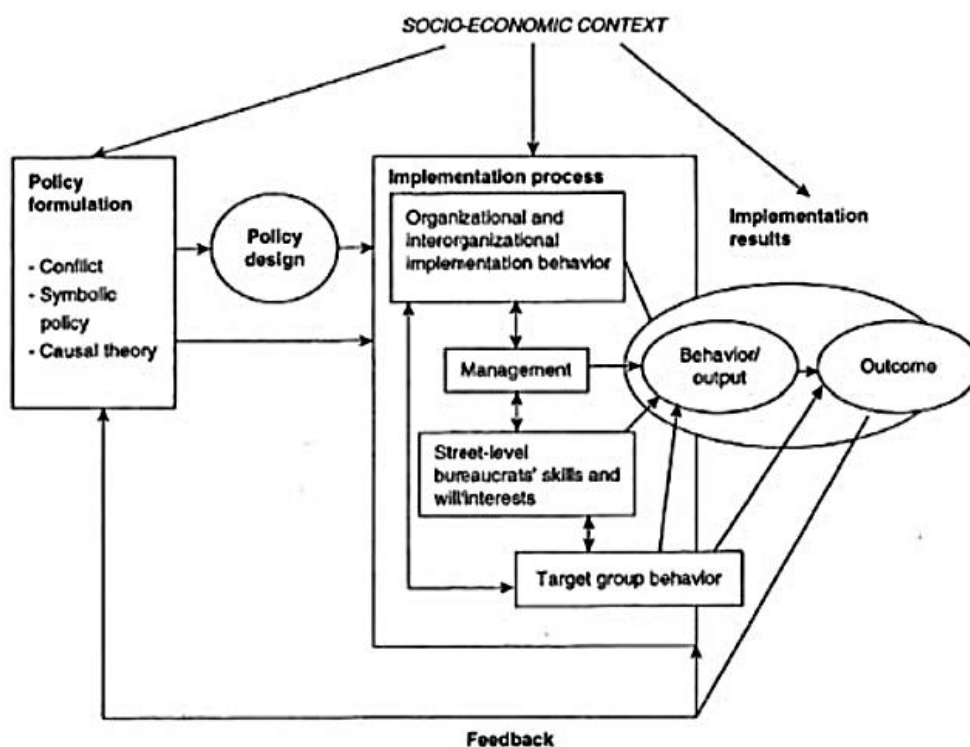 SOCIO-ECONOMIC CONTEXT
Policy
formulation
- Conflict
- Symbolic
policy
- Causal theory
Policy
design
Implementation process
Organizational and
interorganizational
implementation behavior
Management
Street-level
bureaucrats' skills and
will/interests
Target group behavior
Implementation
results
Behavior/
output
Outcome
Feedback